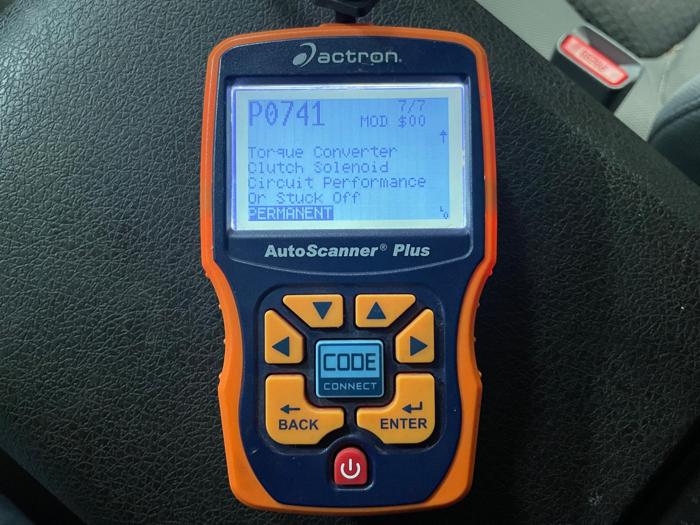 actron.
P0741 7/7
MOD $00
Torque Converter
Clutch Solenoid
Circuit Performance
Or Stuck Off
PERMANENT
AutoScanner® Plus
CODE
CONNECT
BACK
ENTER